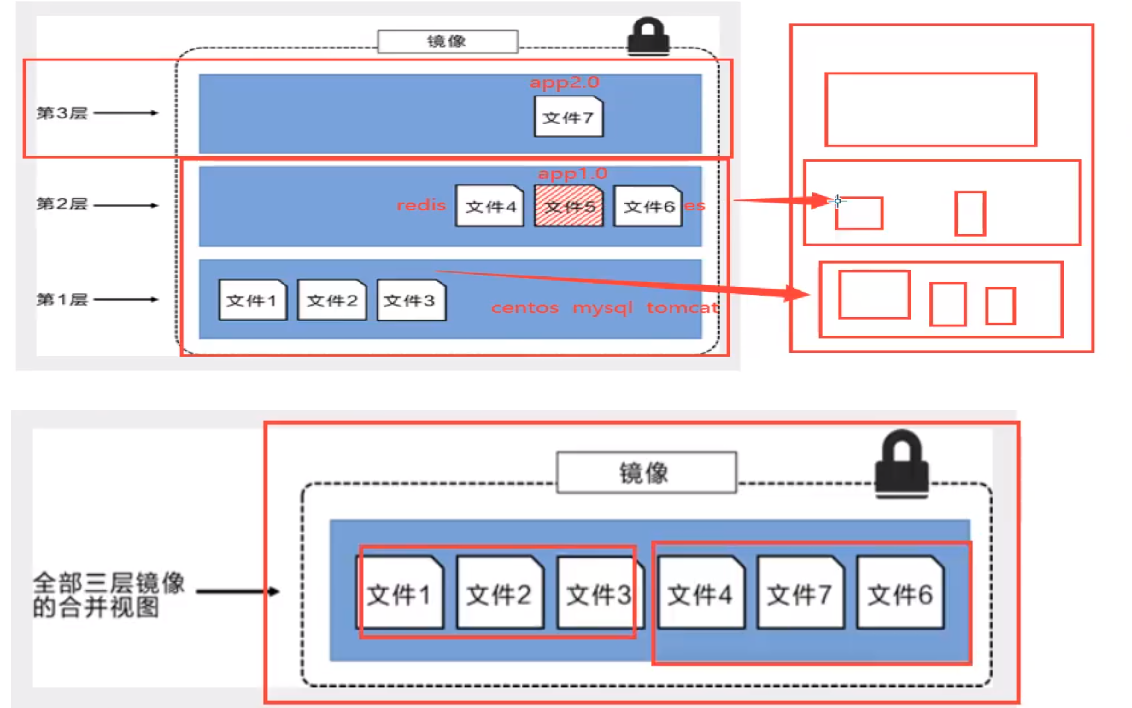 镜像
app2.0
第3层
文件7
app1.0
第2层
redis
文件4
文件5
文件6
es
第1层
文件1
文件2
文件3
centos mysql tomcat
镜像
全部三层镜像
的合并视图
文件1
文件2
文件3
文件4
文件7
文件6